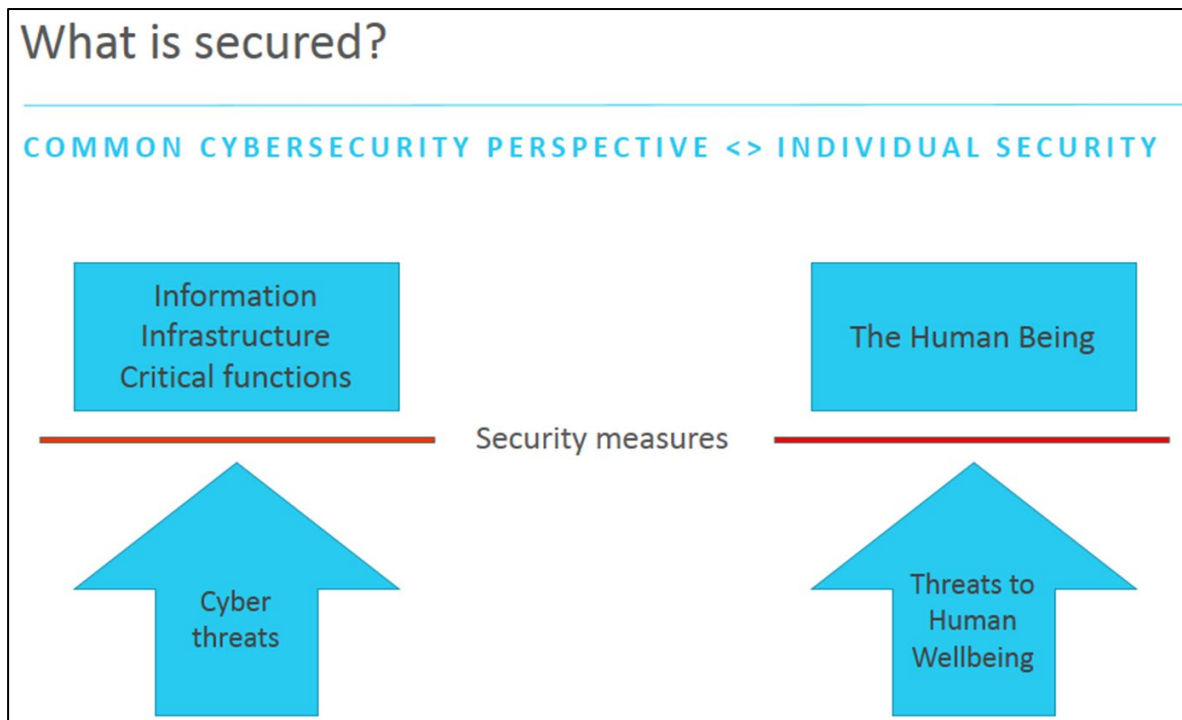 What is secured?
COMMON CYBERSECURITY PERSPECTIVE <> INDIVIDUAL SECURITY
Information
Infrastructure
Critical functions
The Human Being
Security measures
Cyber
threats
Threats to
Human
Wellbeing